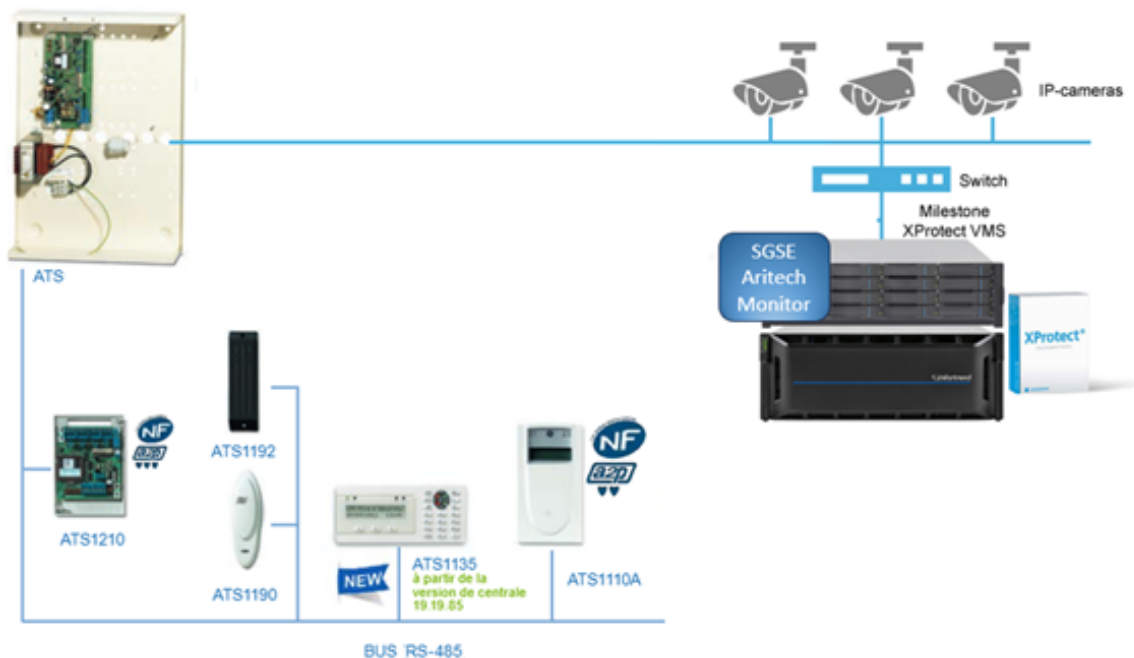 IP-cameras
Switch
Milestone
XProtect VMS
SGSE
Aritech
Monitor
XProtect®
ATS
NF
a2p
ATS1192
NF
a2p
ATS1210
ATS1190
NEW
ATS1135
à partir de la
version de centrale
19.19.85
ATS1110A
BUS RS-485